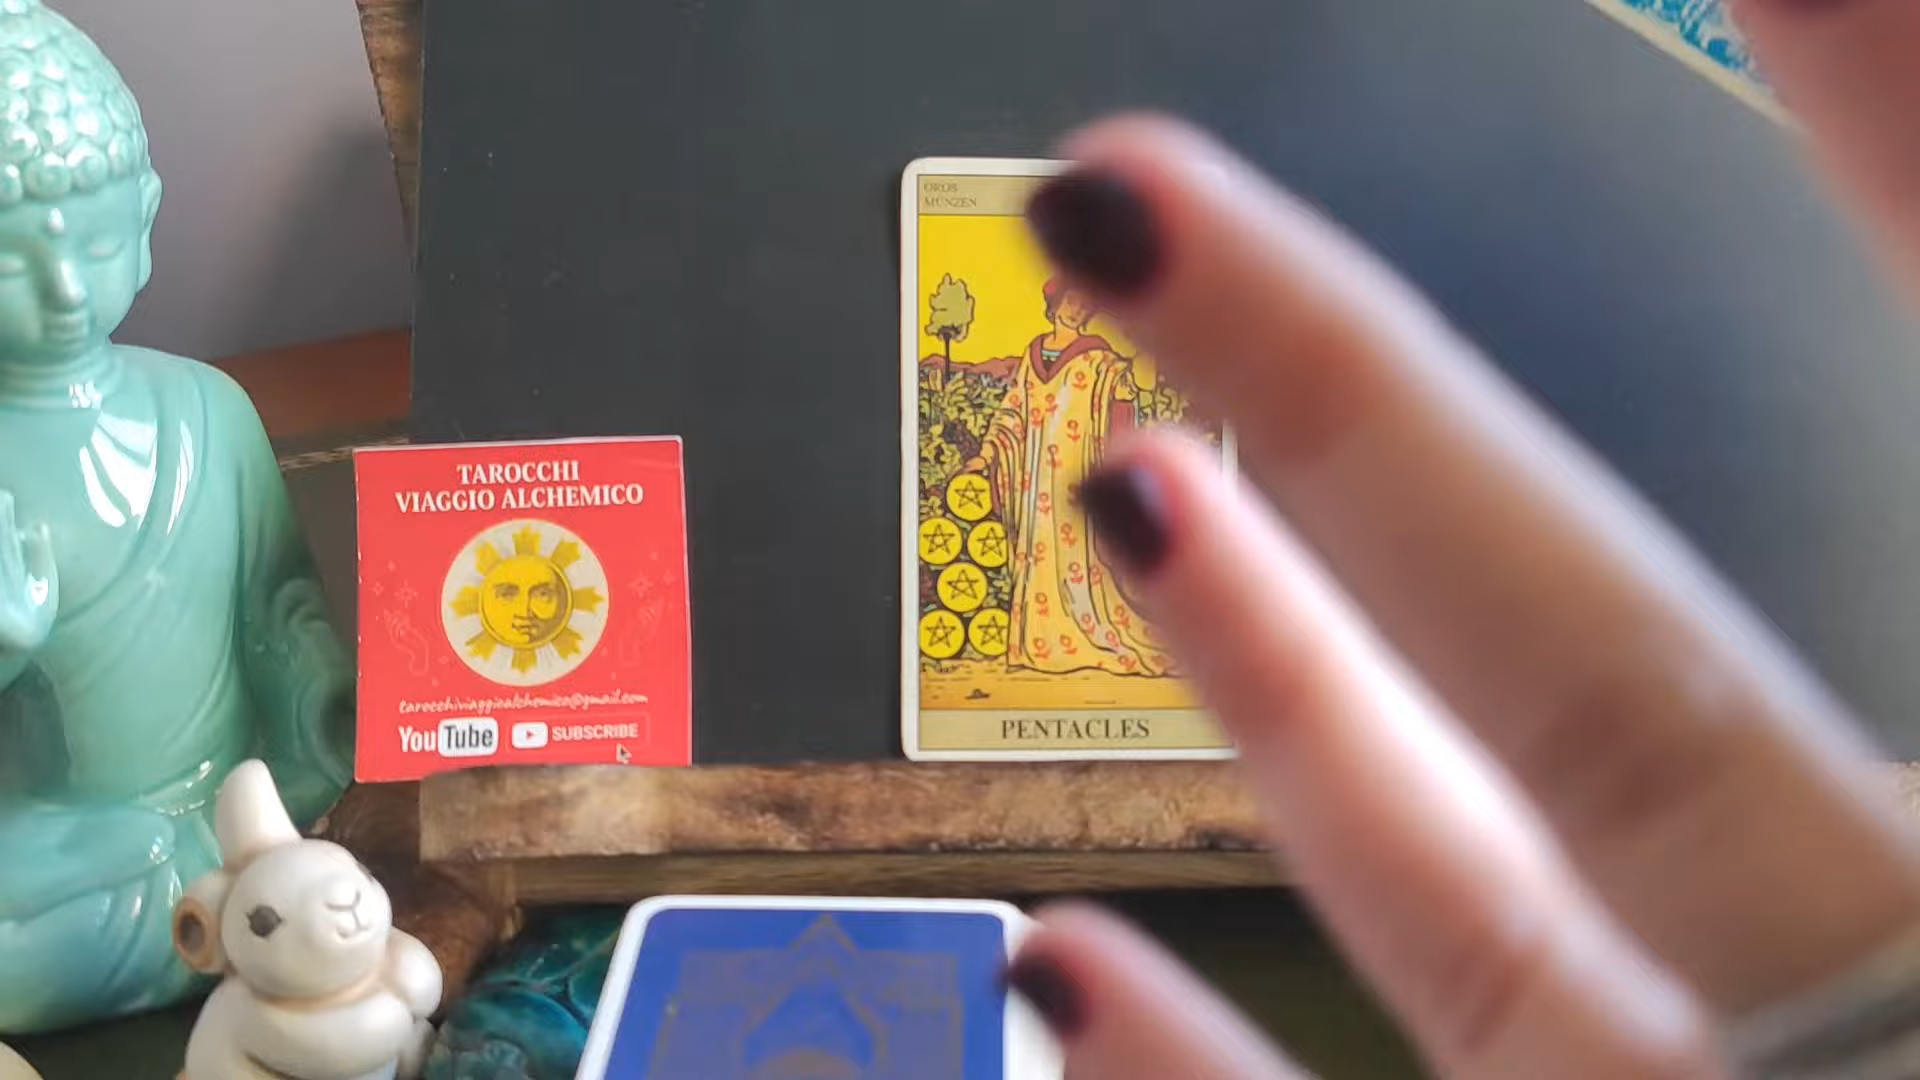 OROS
MÜNZEN
TAROCCHI
VIAGGIO ALCHEMICO
tarocchiviaggioalchemico@gmail.com
YouTube SUBSCRIBE
PENTACLES